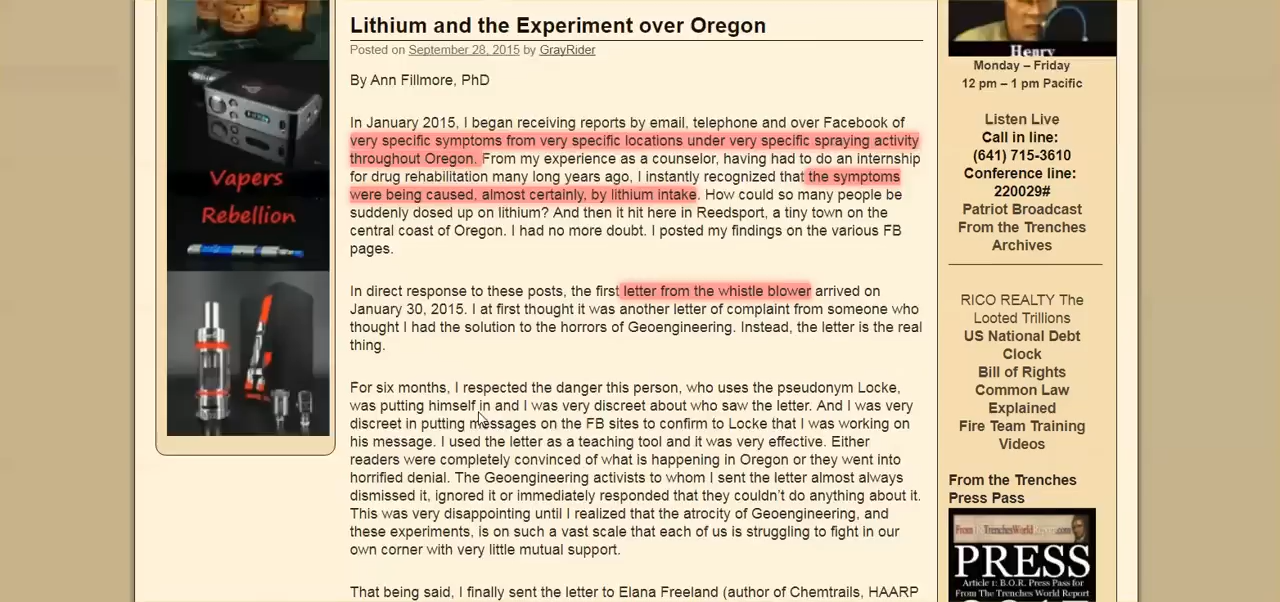 Lithium and the Experiment over Oregon
Posted on September 28, 2015 by GrayRider
By Ann Fillmore, PhD
In January 2015, I began receiving reports by email, telephone and over Facebook of
very specific symptoms from very specific locations under very specific spraying activity
throughout Oregon. From my experience as a counselor, having had to do an internship
for drug rehabilitation many long years ago, I instantly recognized that the symptoms
were being caused, almost certainly, by lithium intake. How could so many people be
suddenly dosed up on lithium? And then it hit here in Reedsport, a tiny town on the
central coast of Oregon. I had no more doubt. I posted my findings on the various FB
pages.
In direct response to these posts, the first letter from the whistle blower arrived on
January 30, 2015. I at first thought it was another letter of complaint from someone who
thought I had the solution to the horrors of Geoengineering. Instead, the letter is the real
thing.
For six months, I respected the danger this person, who uses the pseudonym Locke,
was putting himself in and I was very discreet about who saw the letter. And I was very
discreet in putting messages on the FB sites to confirm to Locke that I was working on
his message. I used the letter as a teaching tool and it was very effective. Either
readers were completely convinced of what is happening in Oregon or they went into
horrified denial. The Geoengineering activists to whom I sent the letter almost always
dismissed it, ignored it or immediately responded that they couldn't do anything about it.
This was very disappointing until I realized that the atrocity of Geoengineering, and
these experiments, is on such a vast scale that each of us is struggling to fight in our
own corner with very little mutual support.
That being said, I finally sent the letter to Elana Freeland (author of Chemtrails, HAARP
Vapers
Rebellion
Henry
Monday – Friday
12 pm – 1 pm Pacific
Listen Live
Call in line:
(641) 715-3610
Conference line:
220029#
Patriot Broadcast
From the Trenches
Archives
RICO REALTY The
Looted Trillions
US National Debt
Clock
Bill of Rights
Common Law
Explained
Fire Team Training
Videos
From the Trenches
Press Pass
PRESS
Article 1: B.O.R. Press Pass for
From The Trenches World Report